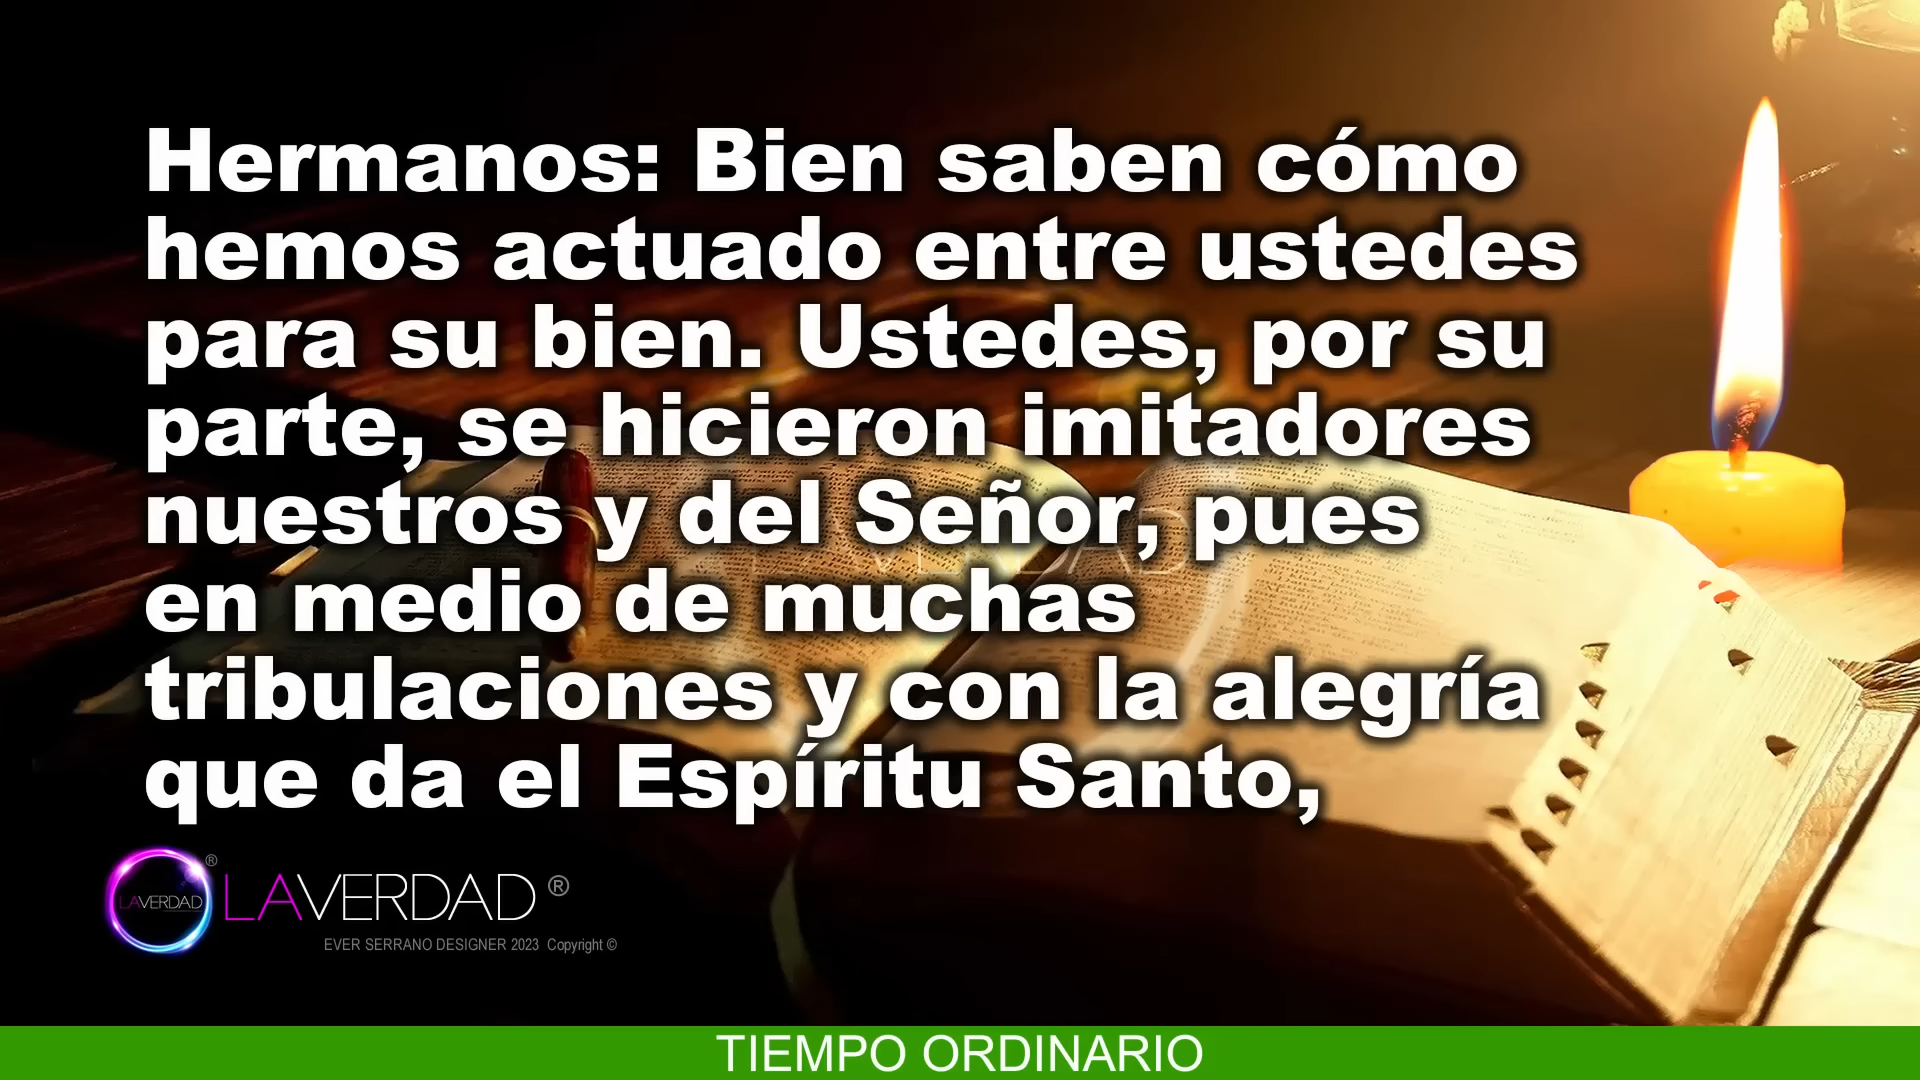 Hermanos: Bien saben cómo
hemos actuado entre ustedes
para su bien. Ustedes, por su
parte, se hicieron imitadores
nuestros y del Señor, pues
en medio de muchas
tribulaciones y con la alegría
que da el Espíritu Santo,
LAVERDAD ®
LAVERDAD ®
EVER SERRANO DESIGNER 2023 Copyright ©
TIEMPO ORDINARIO